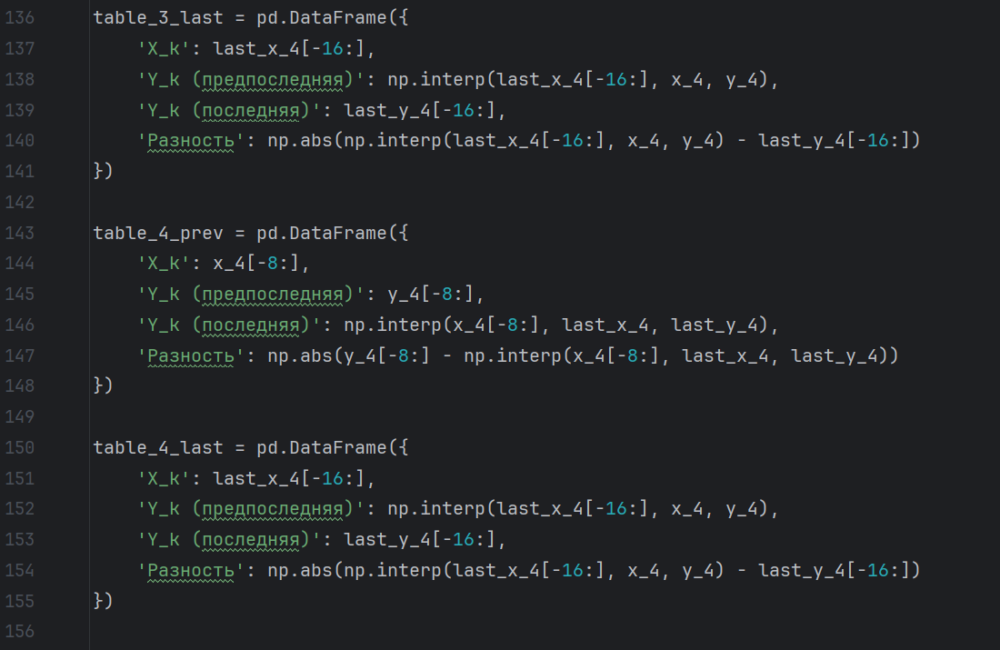 136 table_3_last = pd.DataFrame({
137 'X_k': last_x_4[-16:],
138 'Y_k (предпоследняя)': np.interp(last_x_4[-16:], x_4, y_4),
139 'Y_k (последняя)': last_y_4[-16:],
140 'Разность': np.abs(np.interp(last_x_4[-16:], x_4, y_4) - last_y_4[-16:])
141 })
142
143 table_4_prev = pd.DataFrame({
144 'X_k': x_4[-8:],
145 'Y_k (предпоследняя)': y_4[-8:],
146 'Y_k (последняя)': np.interp(x_4[-8:], last_x_4, last_y_4),
147 'Разность': np.abs(y_4[-8:] - np.interp(x_4[-8:], last_x_4, last_y_4))
148 })
149
150 table_4_last = pd.DataFrame({
151 'X_k': last_x_4[-16:],
152 'Y_k (предпоследняя)': np.interp(last_x_4[-16:], x_4, y_4),
153 'Y_k (последняя)': last_y_4[-16:],
154 'Разность': np.abs(np.interp(last_x_4[-16:], x_4, y_4) - last_y_4[-16:])
155 })
156